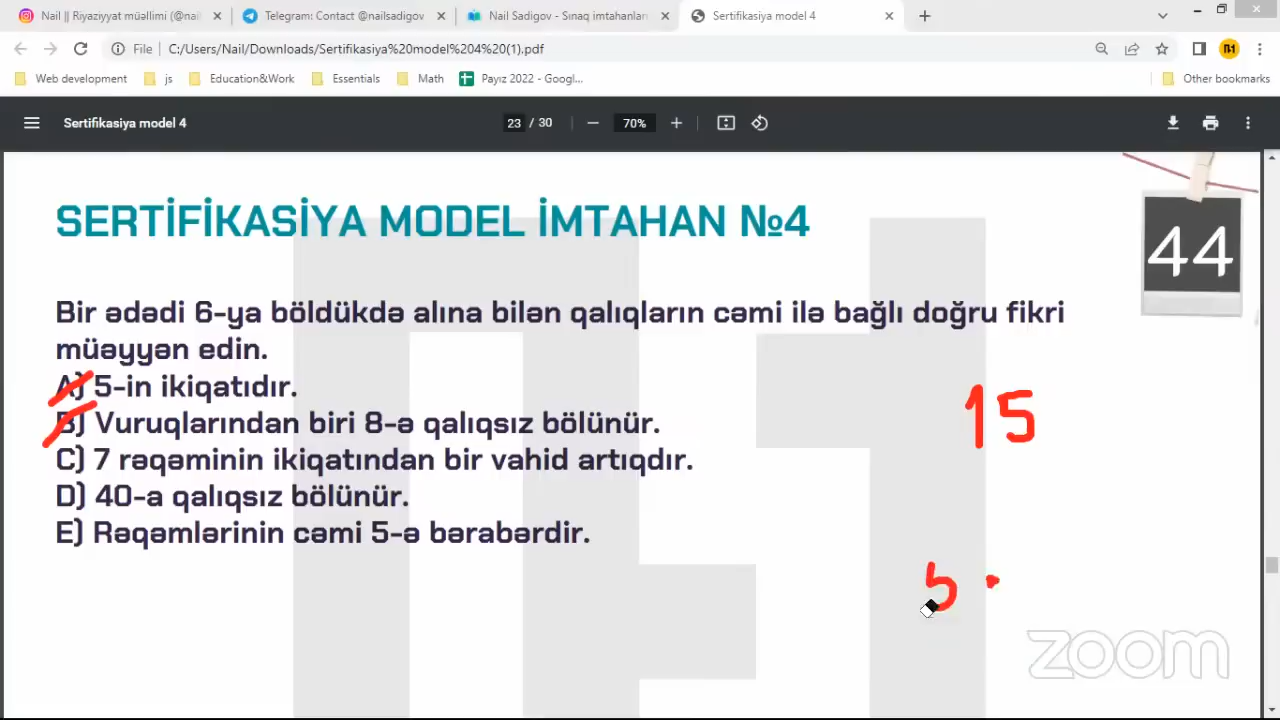 Nail || Riyaziyyat müəllimi (@nail
Telegram: Contact @nailsadigov
Nail Sadigov - Sınaq imtahanları
Sertifikasiya model 4
File
C:/Users/Nail/Downloads/Sertifikasiya%20model%204%20(1).pdf
Web development
js
Education&Work
Essentials
Math
Payız 2022 - Googl...
Other bookmarks
Sertifikasiya model 4
23 / 30
70%
SERTİFİKASİYA MODEL İMTAHAN №4
44
Bir ədədi 6-ya böldükdə alına bilən qalıqların cəmi ilə bağlı doğru fikri
müəyyən edin.
A) 5-in ikiqatıdır.
B) Vuruqlarından biri 8-ə qalıqsız bölünür.
C) 7 rəqəminin ikiqatından bir vahid artıqdır.
D) 40-a qalıqsız bölünür.
E) Rəqəmlərinin cəmi 5-ə bərabərdir.
15
5 ·
zoom